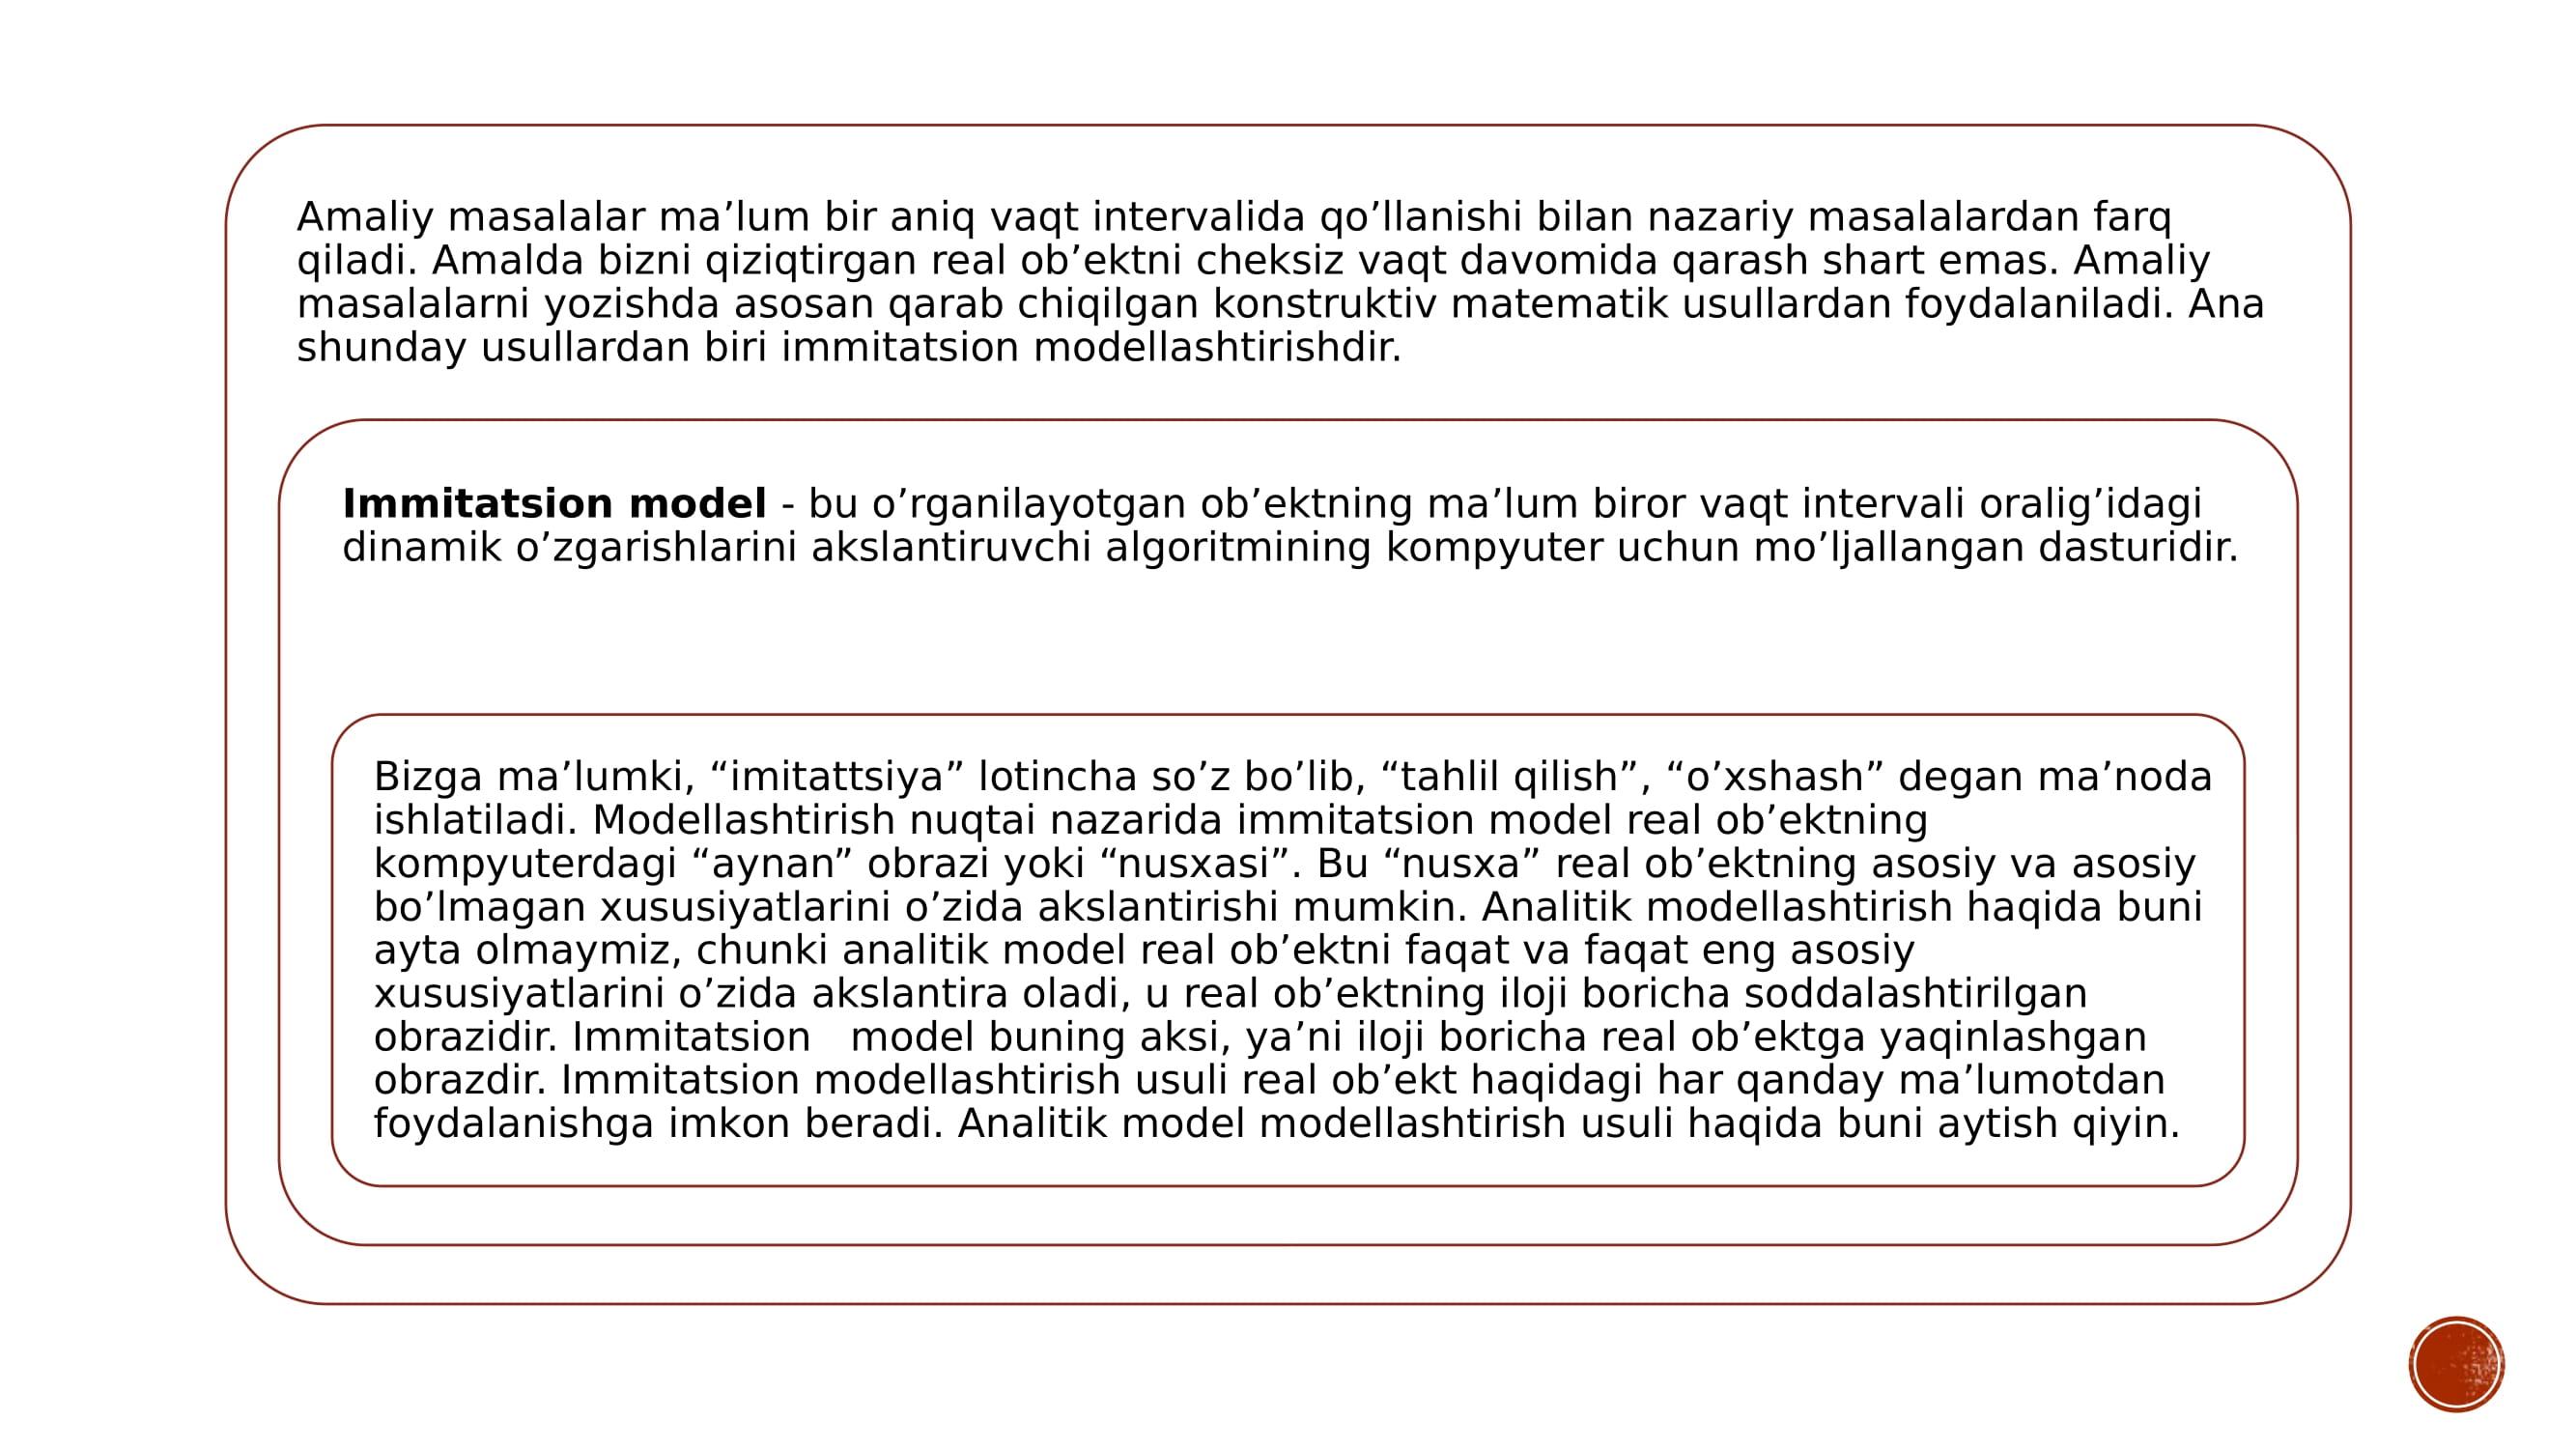 Amaliy masalalar ma’lum bir aniq vaqt intervalida qo’llanishi bilan nazariy masalalardan farq
qiladi. Amalda bizni qiziqtirgan real ob’ektni cheksiz vaqt davomida qarash shart emas. Amaliy
masalalarni yozishda asosan qarab chiqilgan konstruktiv matematik usullardan foydalaniladi. Ana
shunday usullardan biri immitatsion modellashtirishdir.
Immitatsion model - bu o’rganilayotgan ob’ektning ma’lum biror vaqt intervali oralig’idagi
dinamik o’zgarishlarini akslantiruvchi algoritmining kompyuter uchun mo’ljallangan dasturidir.
Bizga ma’lumki, “imitattsiya” lotincha so’z bo’lib, “tahlil qilish”, “o’xshash” degan ma’noda
ishlatiladi. Modellashtirish nuqtai nazarida immitatsion model real ob’ektning
kompyuterdagi “aynan” obrazi yoki “nusxasi”. Bu “nusxa” real ob’ektning asosiy va asosiy
bo’lmagan xususiyatlarini o’zida akslantirishi mumkin. Analitik modellashtirish haqida buni
ayta olmaymiz, chunki analitik model real ob’ektni faqat va faqat eng asosiy
xususiyatlarini o’zida akslantira oladi, u real ob’ektning iloji boricha soddalashtirilgan
obrazidir. Immitatsion   model buning aksi, ya’ni iloji boricha real ob’ektga yaqinlashgan
obrazdir. Immitatsion modellashtirish usuli real ob’ekt haqidagi har qanday ma’lumotdan
foydalanishga imkon beradi. Analitik model modellashtirish usuli haqida buni aytish qiyin.